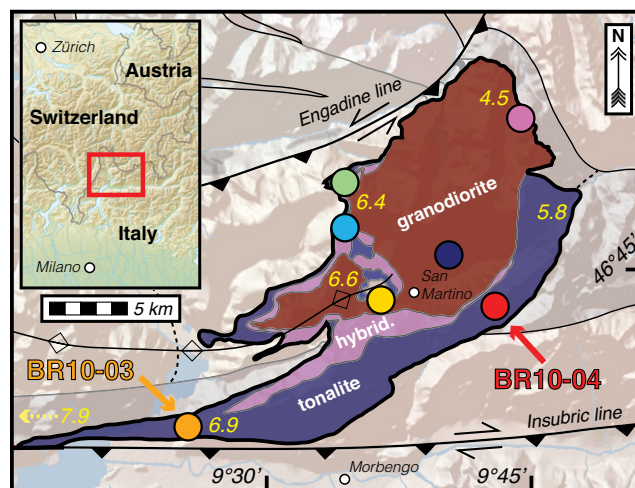 Zürich
Austria
Switzerland
Italy
Milano
5 km
N
Engadine line
4.5
6.4
granodiorite
5.8
6.6
San
Martino
46°45'
hybrid.
BR10-03
BR10-04
tonalite
7.9
6.9
Insubric line
9°30'
Morbengo
9°45'